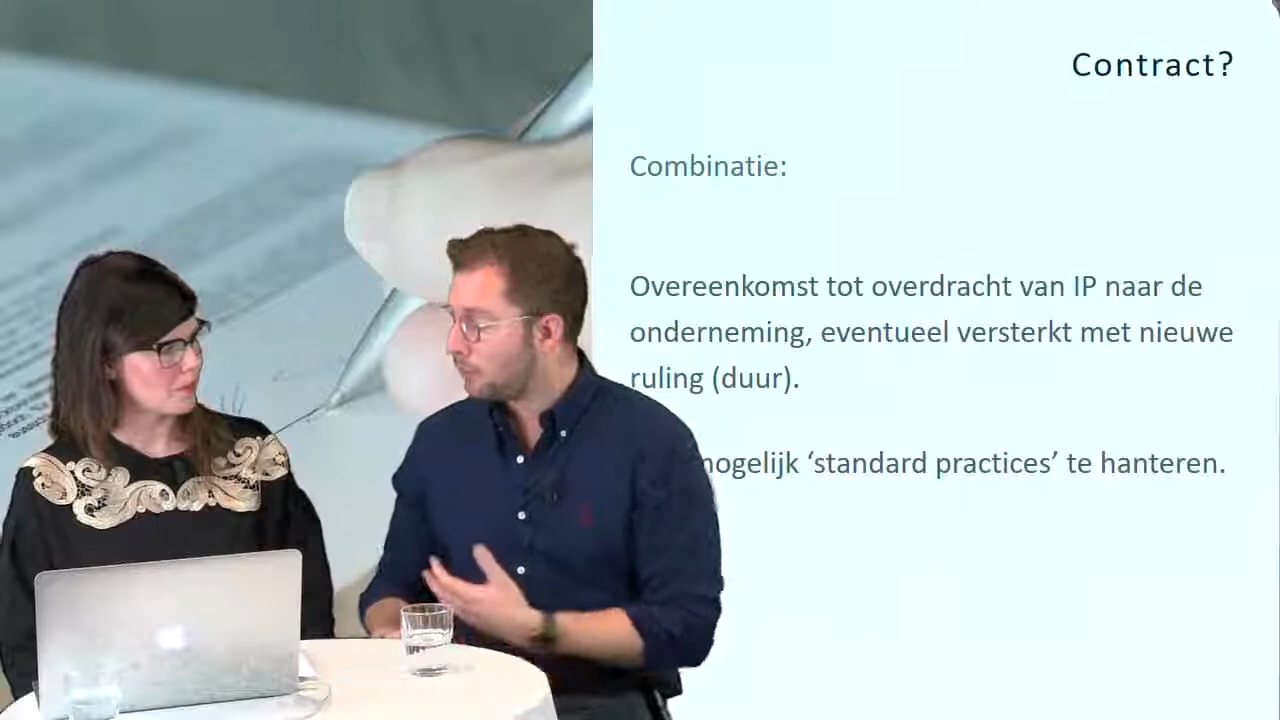 Contract?
Combinatie:
Overeenkomst tot overdracht van IP naar de
onderneming, eventueel versterkt met nieuwe
ruling (duur).
mogelijk ‘standard practices’ te hanteren.